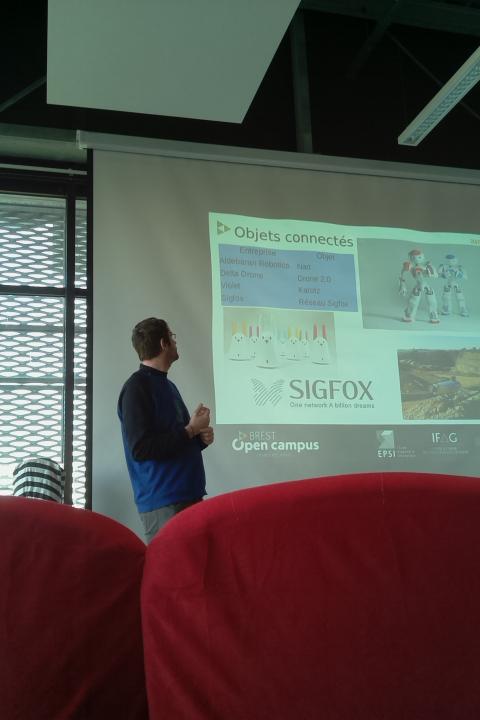 Objets connectés
Entreprise Objet
Aldebaran Robotics Nao
Delta Drone Drone 2.0
Violet Karotz
Sigfox Réseau Sigfox
SIGFOX
One network A billion dreams
BREST
Open campus
EPSI
IFAG